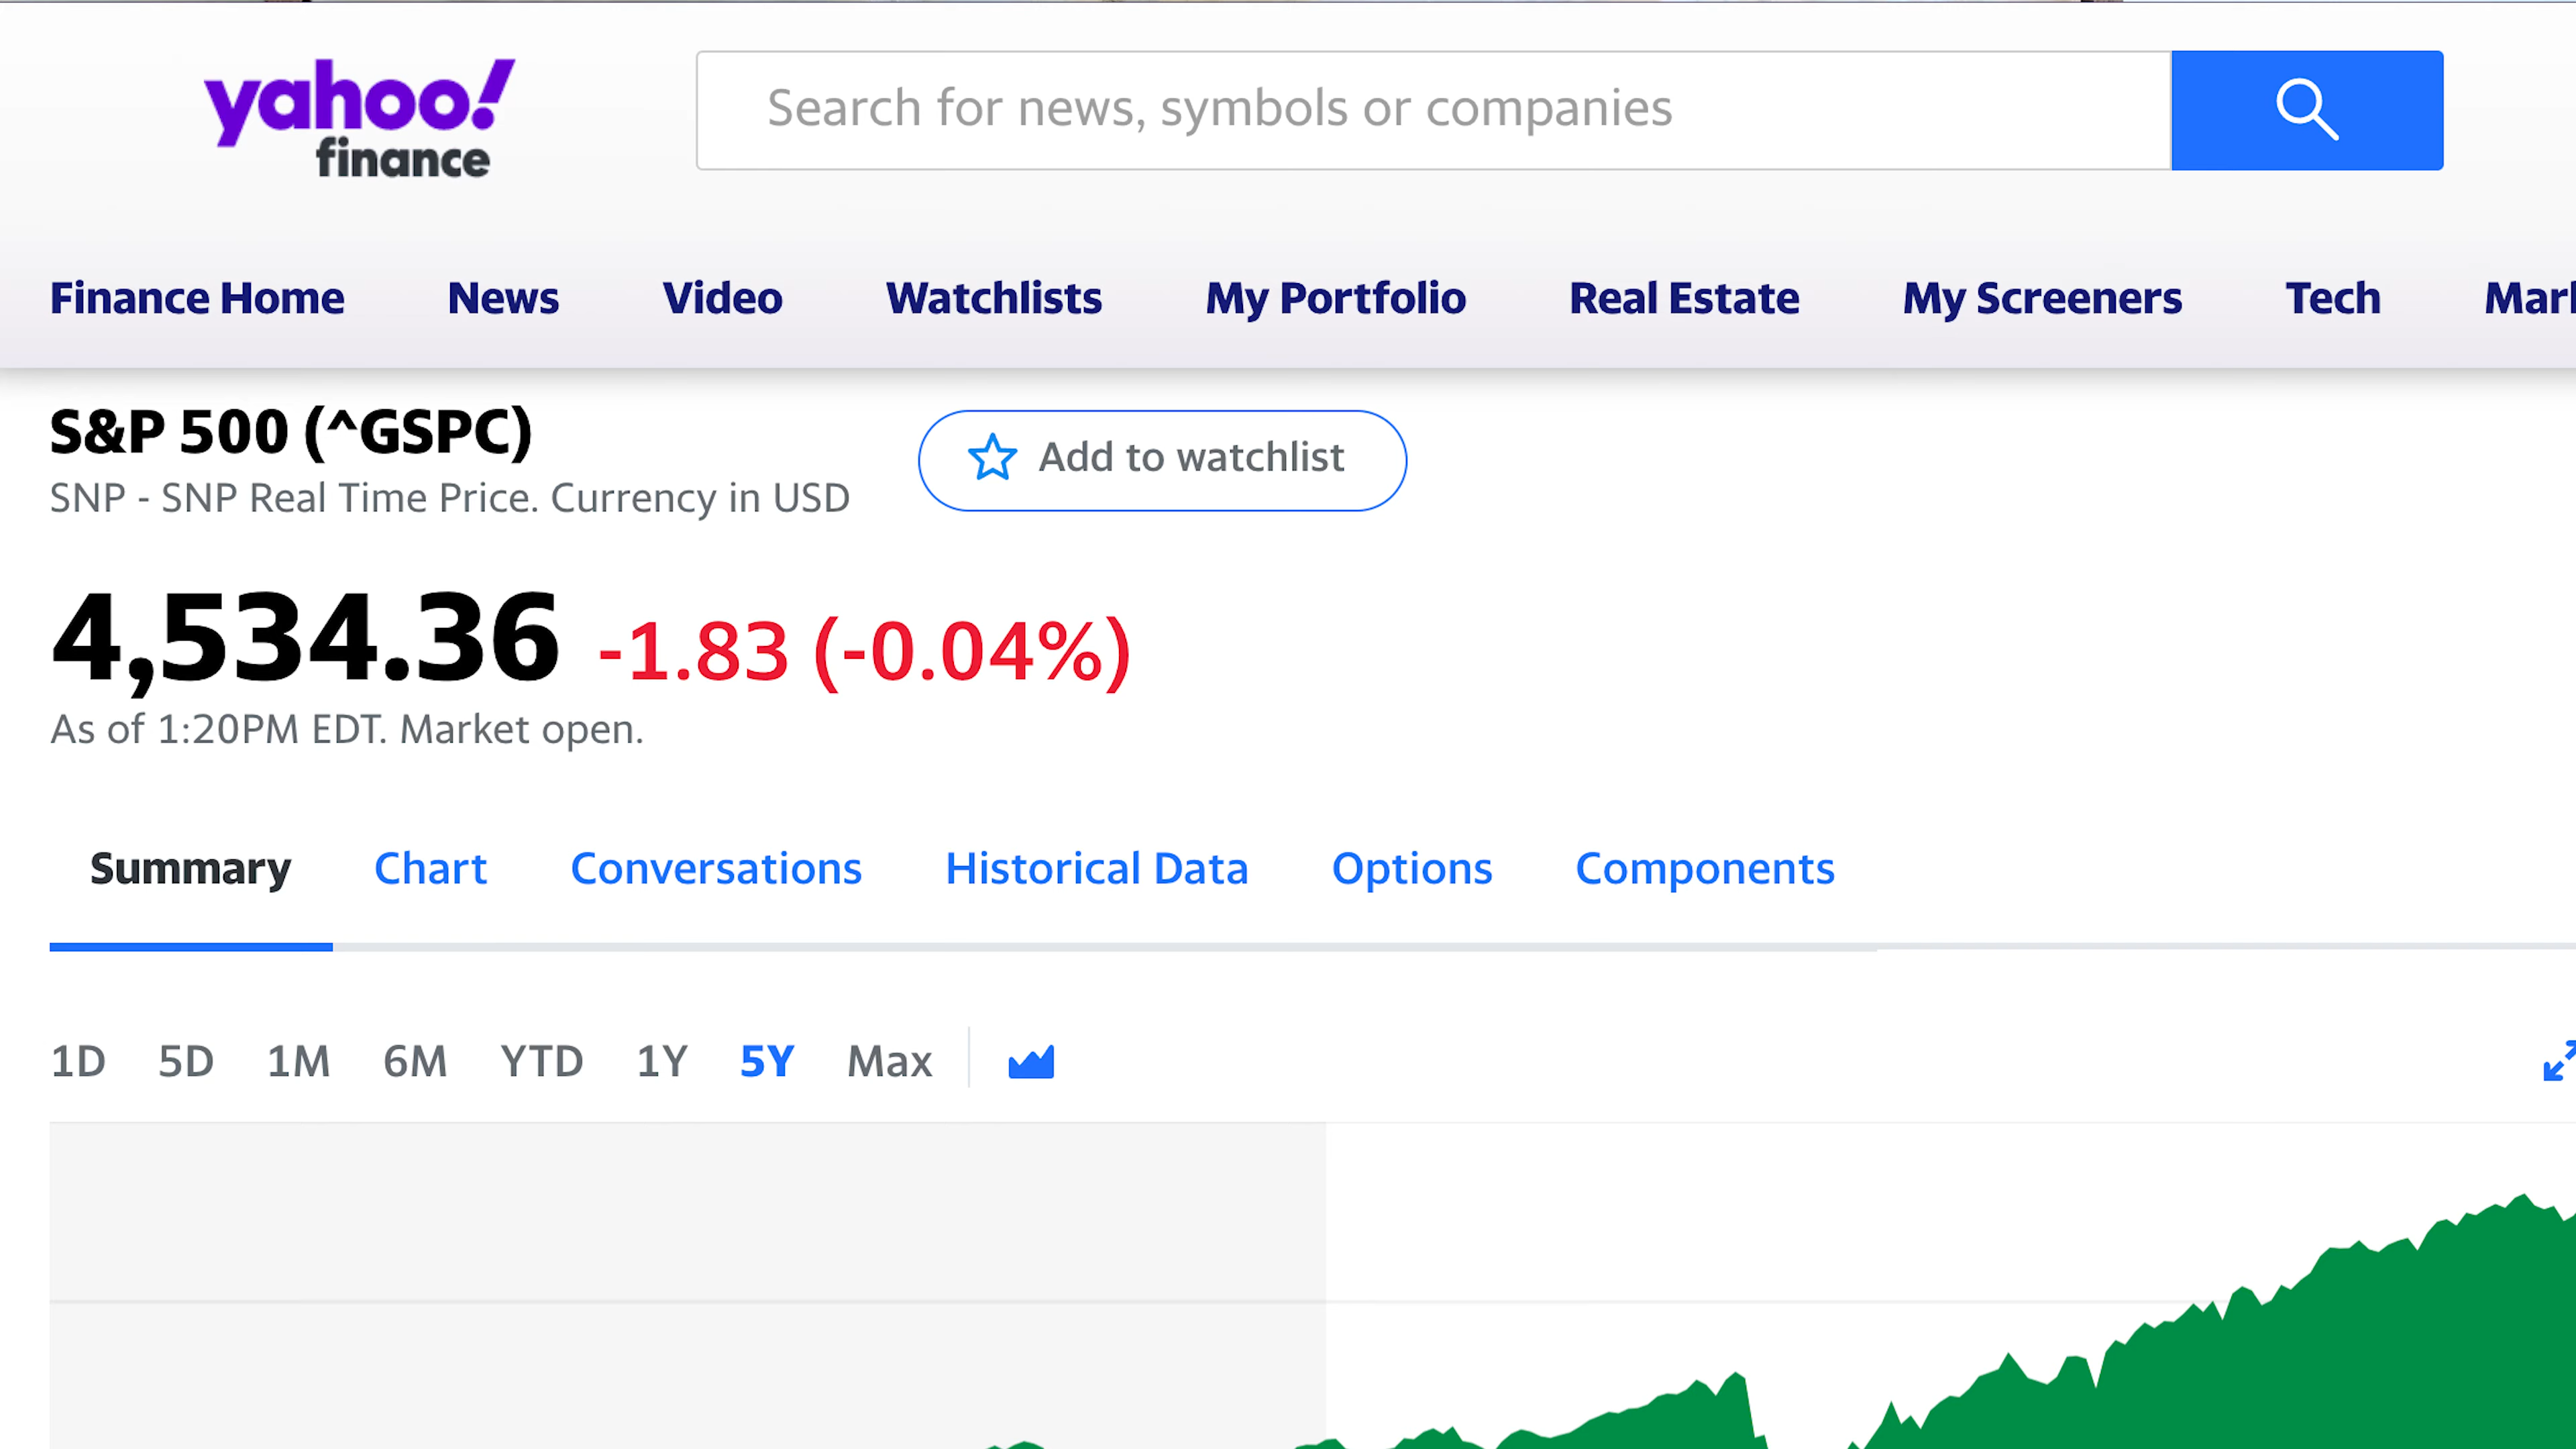 yahoo!
finance
Search for news, symbols or companies
Finance Home News Video Watchlists My Portfolio Real Estate My Screeners Tech
S&P 500 (^GSPC)
Add to watchlist
SNP - SNP Real Time Price. Currency in USD
4,534.36 -1.83 (-0.04%)
As of 1:20PM EDT. Market open.
Summary Chart Conversations Historical Data Options Components
1D 5D 1M 6M YTD 1Y 5Y Max